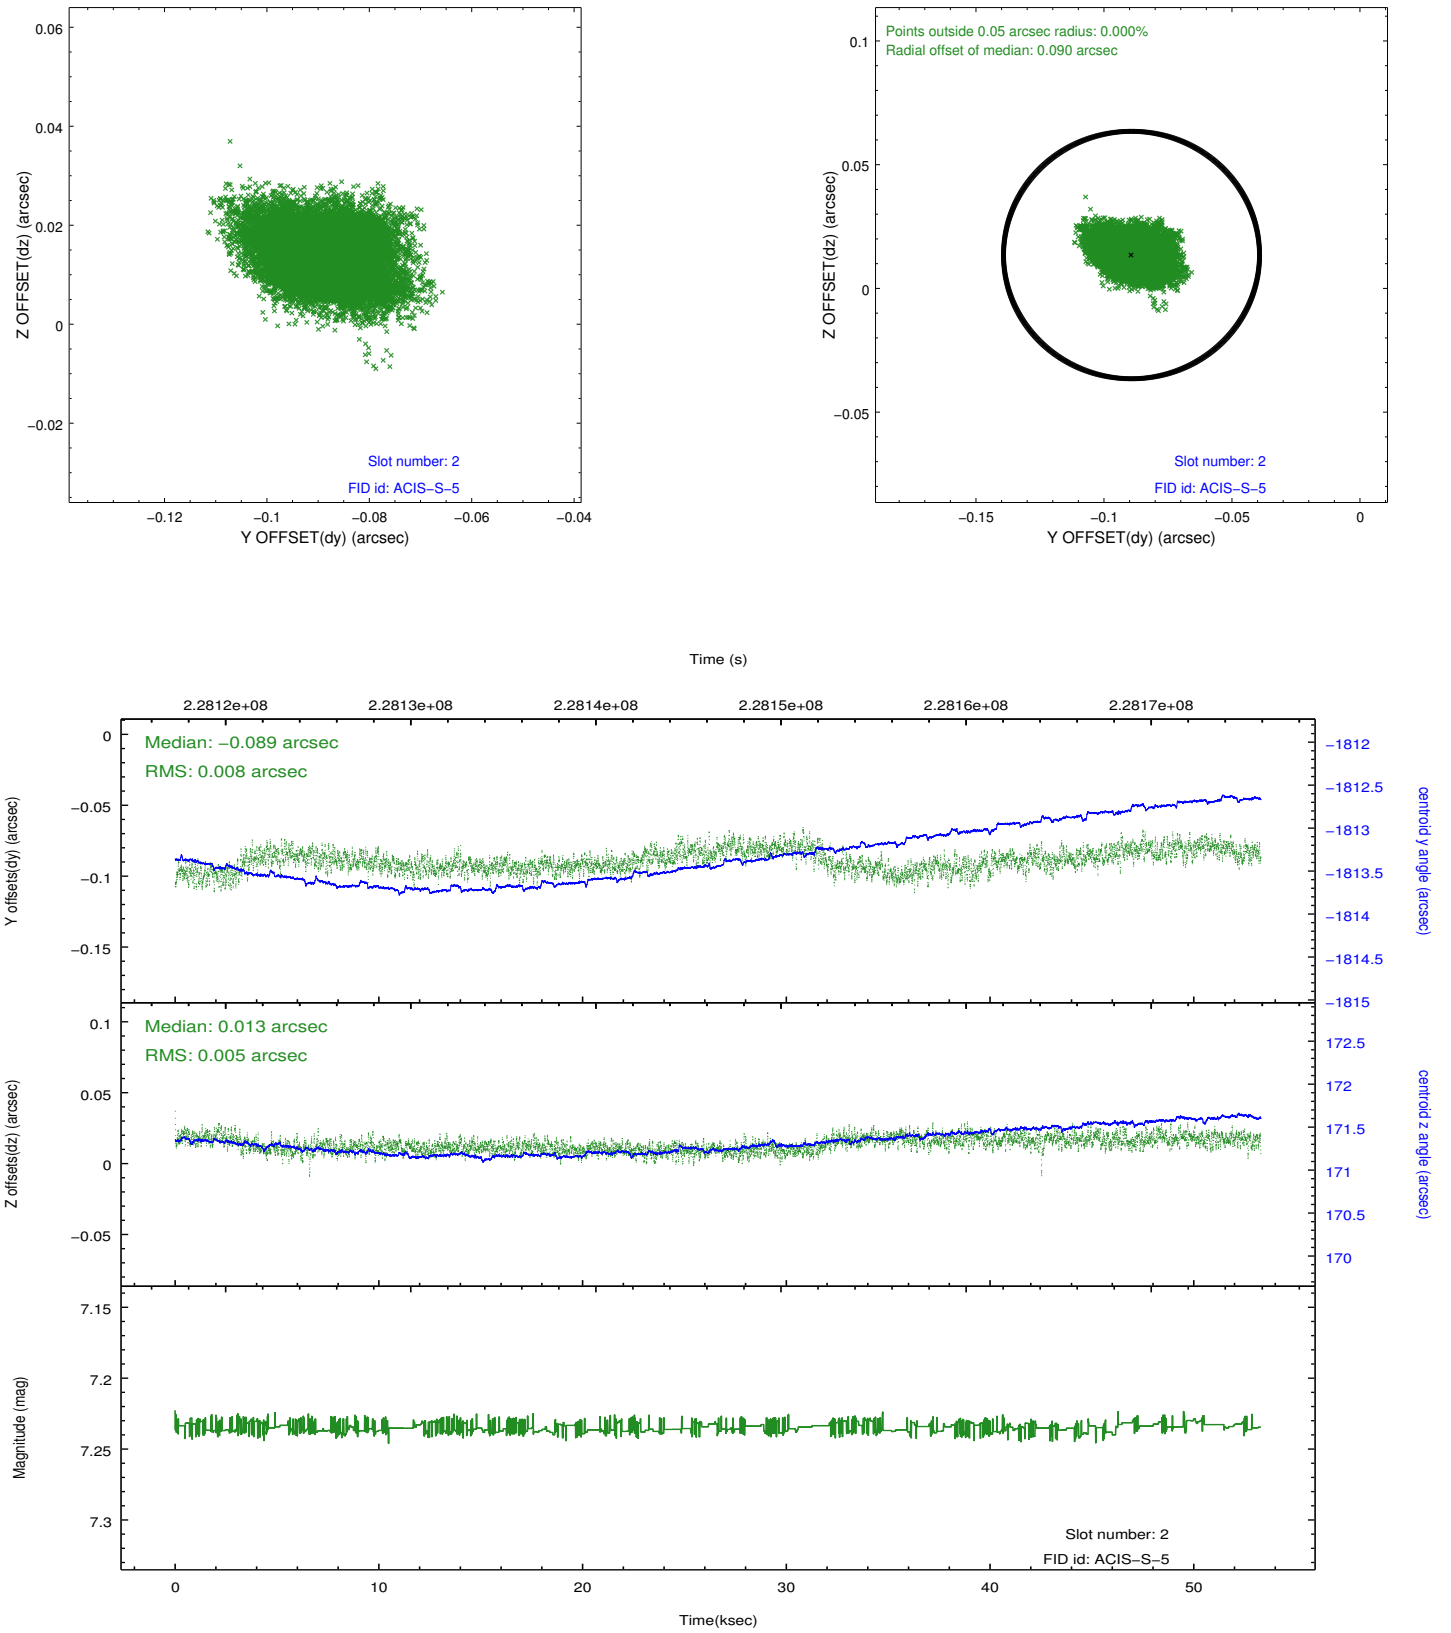 0.06
0.04
0.02
0
−0.02
Z OFFSET(dz) (arcsec)
Slot number: 2
FID id: ACIS−S−5
−0.12 −0.1 −0.08 −0.06 −0.04
Y OFFSET(dy) (arcsec)
Points outside 0.05 arcsec radius: 0.000%
Radial offset of median: 0.090 arcsec
0.1
0.05
0
−0.05
Z OFFSET(dz) (arcsec)
Slot number: 2
FID id: ACIS−S−5
−0.15 −0.1 −0.05 0
Y OFFSET(dy) (arcsec)
Time (s)
2.2812e+08 2.2813e+08 2.2814e+08 2.2815e+08 2.2816e+08 2.2817e+08
Median: −0.089 arcsec
RMS: 0.008 arcsec
0
−0.05
−0.1
−0.15
Y offsets(dy) (arcsec)
−1812
−1812.5
−1813
−1813.5
−1814
−1814.5
−1815
centroid y angle (arcsec)
Median: 0.013 arcsec
RMS: 0.005 arcsec
0.1
0.05
0
−0.05
Z offsets(dz) (arcsec)
172.5
172
171.5
171
170.5
170
centroid z angle (arcsec)
7.15
7.2
7.25
7.3
Magnitude (mag)
Slot number: 2
FID id: ACIS−S−5
0 10 20 30 40 50
Time(ksec)